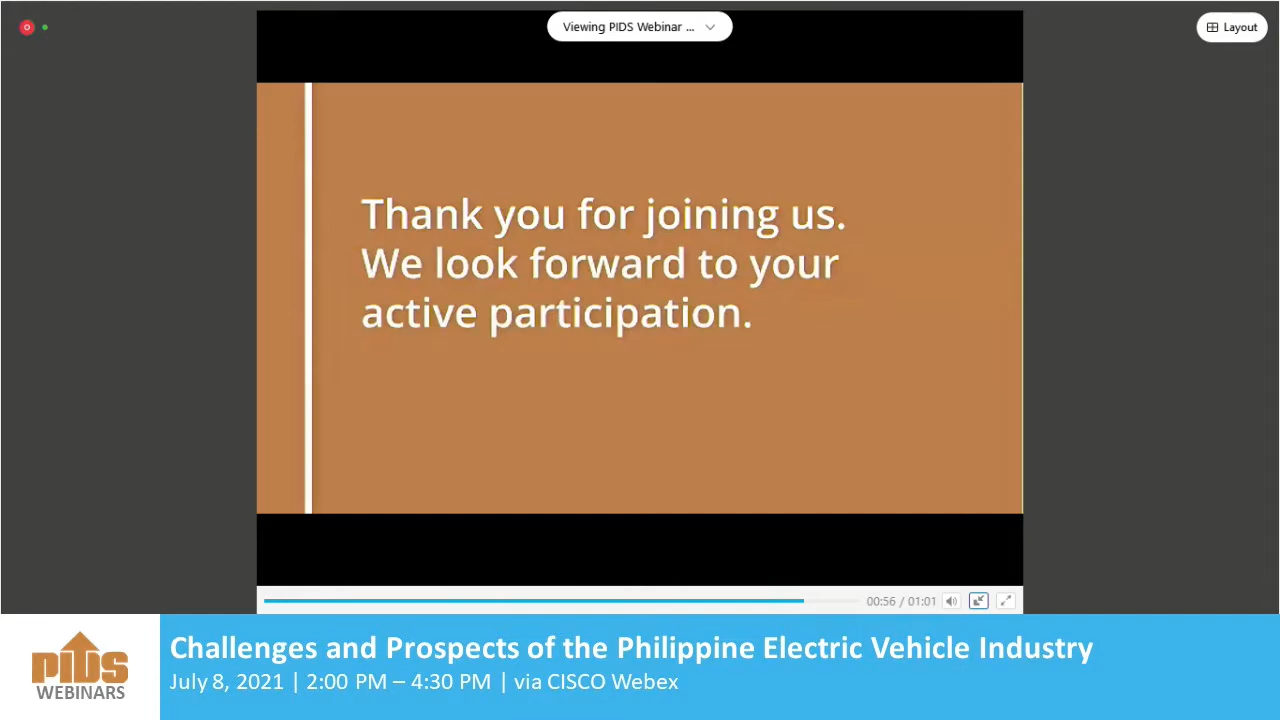 Viewing PIDS Webinar ...
Layout
Thank you for joining us.
We look forward to your
active participation.
00:56 / 01:01
PIDS
WEBINARS
Challenges and Prospects of the Philippine Electric Vehicle Industry
July 8, 2021 | 2:00 PM – 4:30 PM | via CISCO Webex